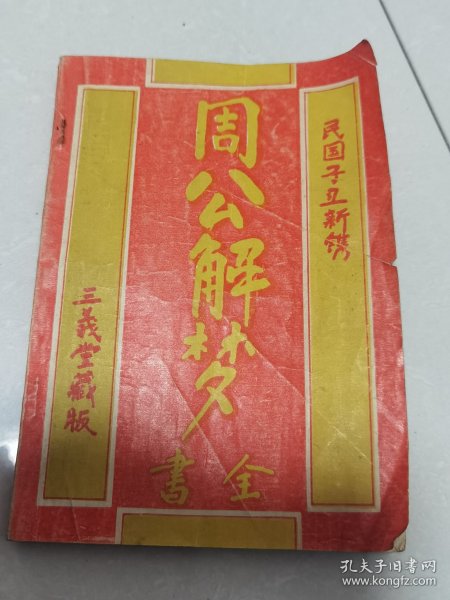 民国子立新镌
周公解梦
全書
三義堂藏版
孔夫子旧书网
www.kongfz.com